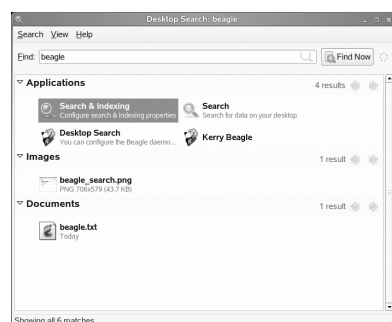 Desktop Search: beagle
Search View Help
Find: beagle Find Now
Applications 4 results
Search & Indexing
Configure search & indexing properties
Search
Search for data on your desktop
Desktop Search
You can configure the Beagle daemo...
Kerry Beagle
Images 1 result
beagle_search.png
PNG 706x579 (43.7 KB)
Documents 1 result
beagle.txt
Today
Showing all 6 matches